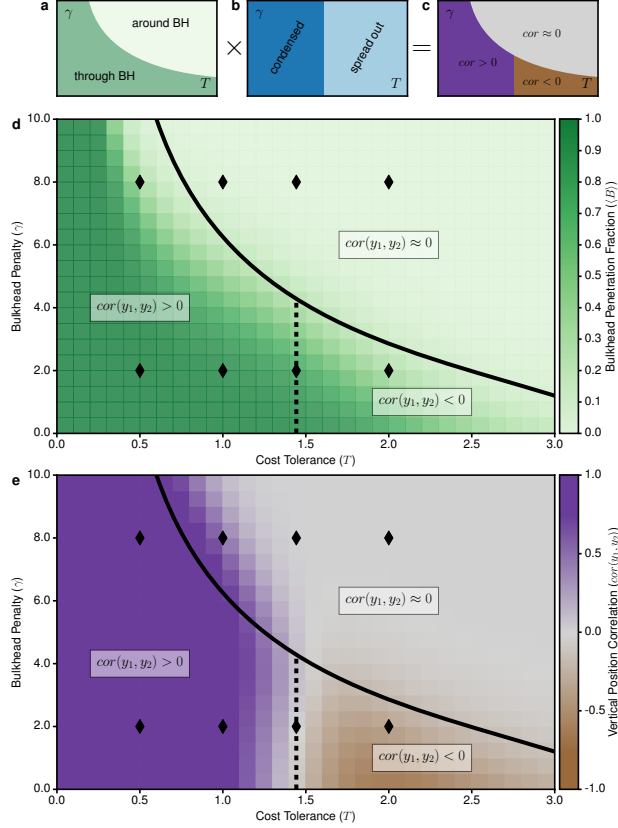 a
b
c
γ
around BH
through BH
T
×
condensed
spread out
=
γ
cor ≈ 0
cor > 0
cor < 0
T
d
10.0
8.0
6.0
4.0
2.0
0.0
Bulkhead Penalty (γ)
cor(y₁, y₂) ≈ 0
cor(y₁, y₂) > 0
cor(y₁, y₂) < 0
0.0 0.5 1.0 1.5 2.0 2.5 3.0
Cost Tolerance (T)
1.0
0.9
0.8
0.7
0.6
0.5
0.4
0.3
0.2
0.1
0.0
Bulkhead Penetration Fraction (⟨B⟩)
e
10.0
8.0
6.0
4.0
2.0
0.0
Bulkhead Penalty (γ)
cor(y₁, y₂) ≈ 0
cor(y₁, y₂) > 0
cor(y₁, y₂) < 0
0.0 0.5 1.0 1.5 2.0 2.5 3.0
Cost Tolerance (T)
1.0
0.5
0.0
-0.5
-1.0
Vertical Position Correlation (cor(y₁, y₂))